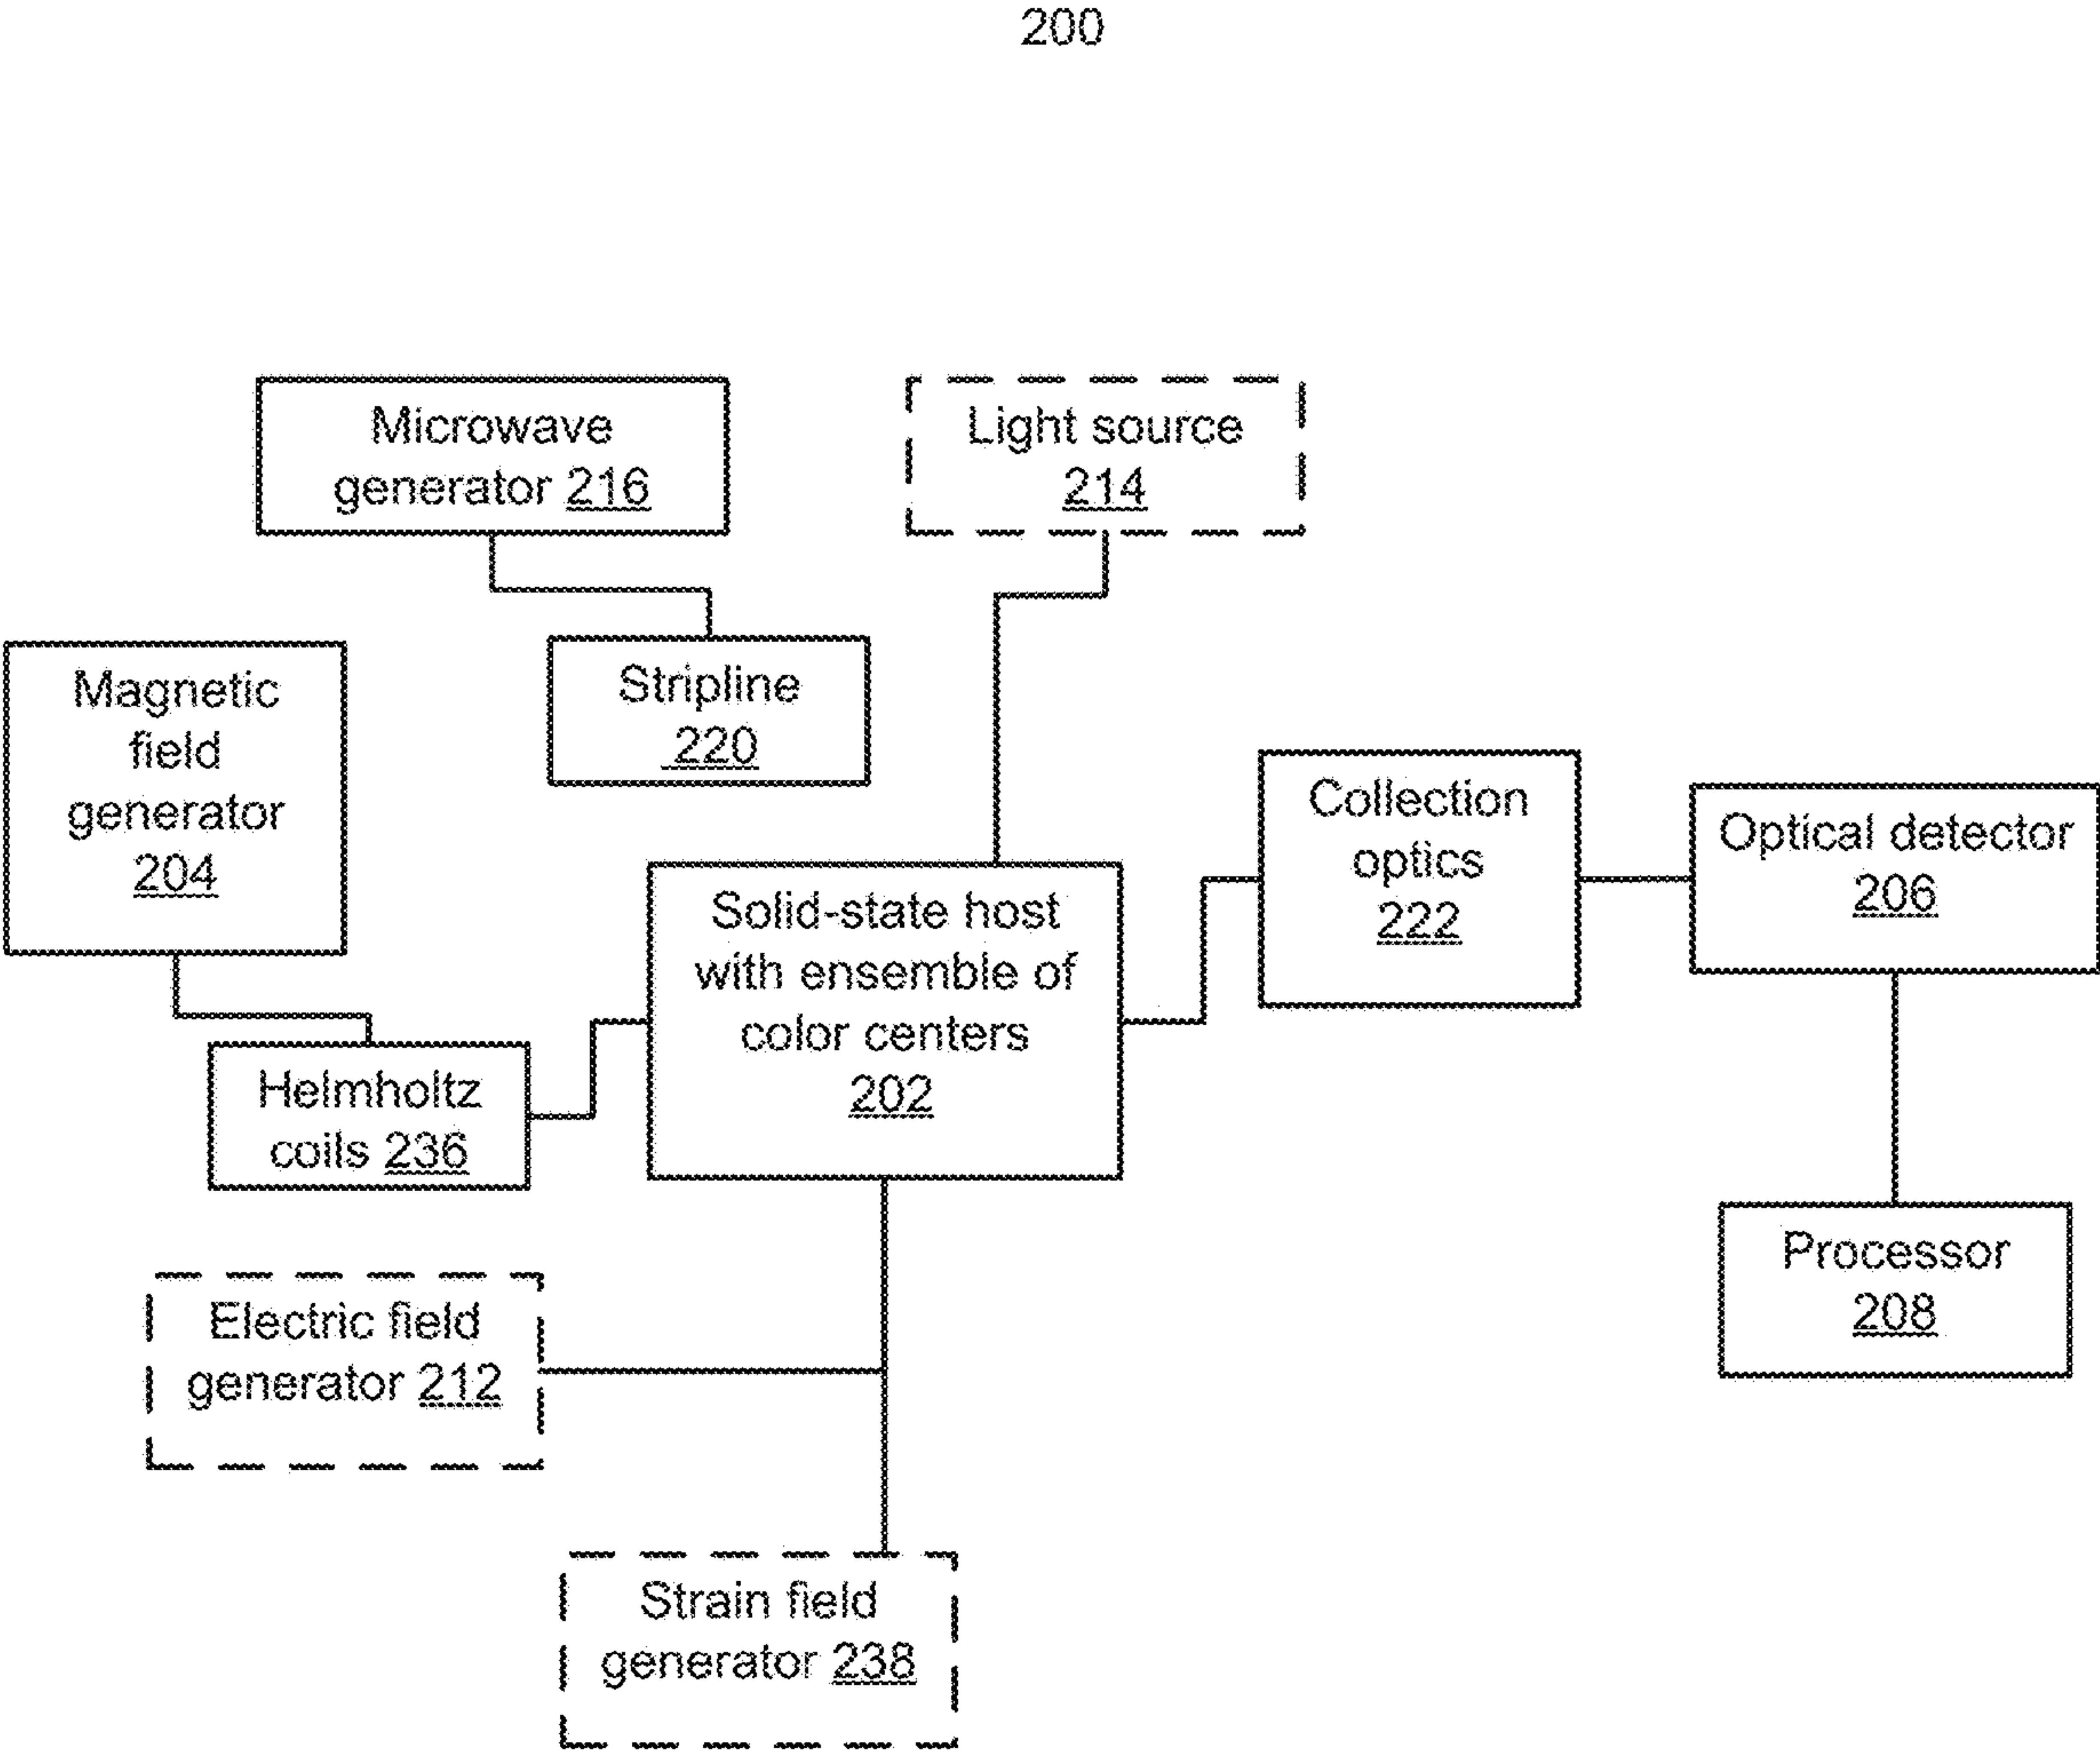 200
Microwave
generator 216
Light source
214
Magnetic
field
generator
204
Stripline
220
Collection
optics
222
Optical detector
206
Solid-state host
with ensemble of
color centers
202
Helmholtz
coils 236
Processor
208
Electric field
generator 212
Strain field
generator 238